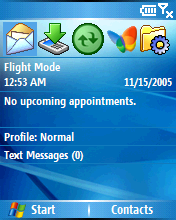 Flight Mode
12:53 AM 11/15/2005
No upcoming appointments.
Profile: Normal
Text Messages (0)
Start Contacts